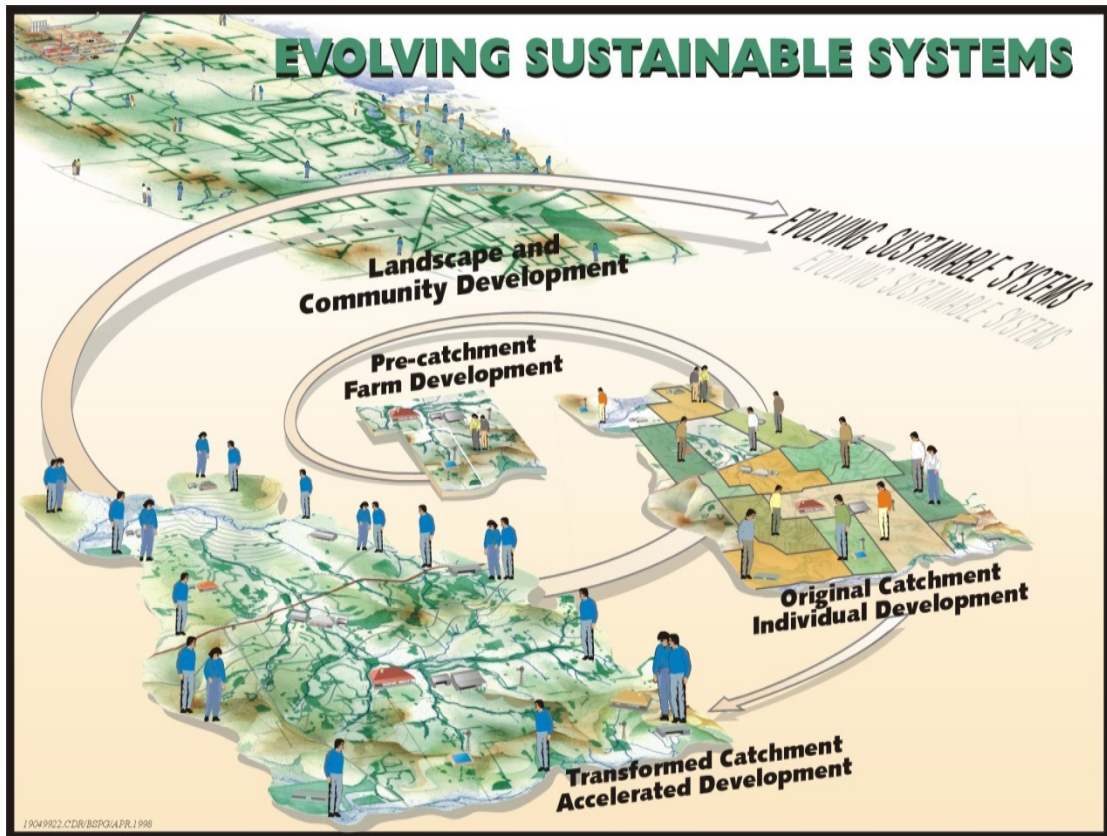 EVOLVING SUSTAINABLE SYSTEMS
EVOLVING SUSTAINABLE SYSTEMS
EVOLVING SUSTAINABLE SYSTEMS
Landscape and
Community Development
Pre-catchment
Farm Development
Original Catchment
Individual Development
Transformed Catchment
Accelerated Development
19049922.CDR/BSPG/APR.1998